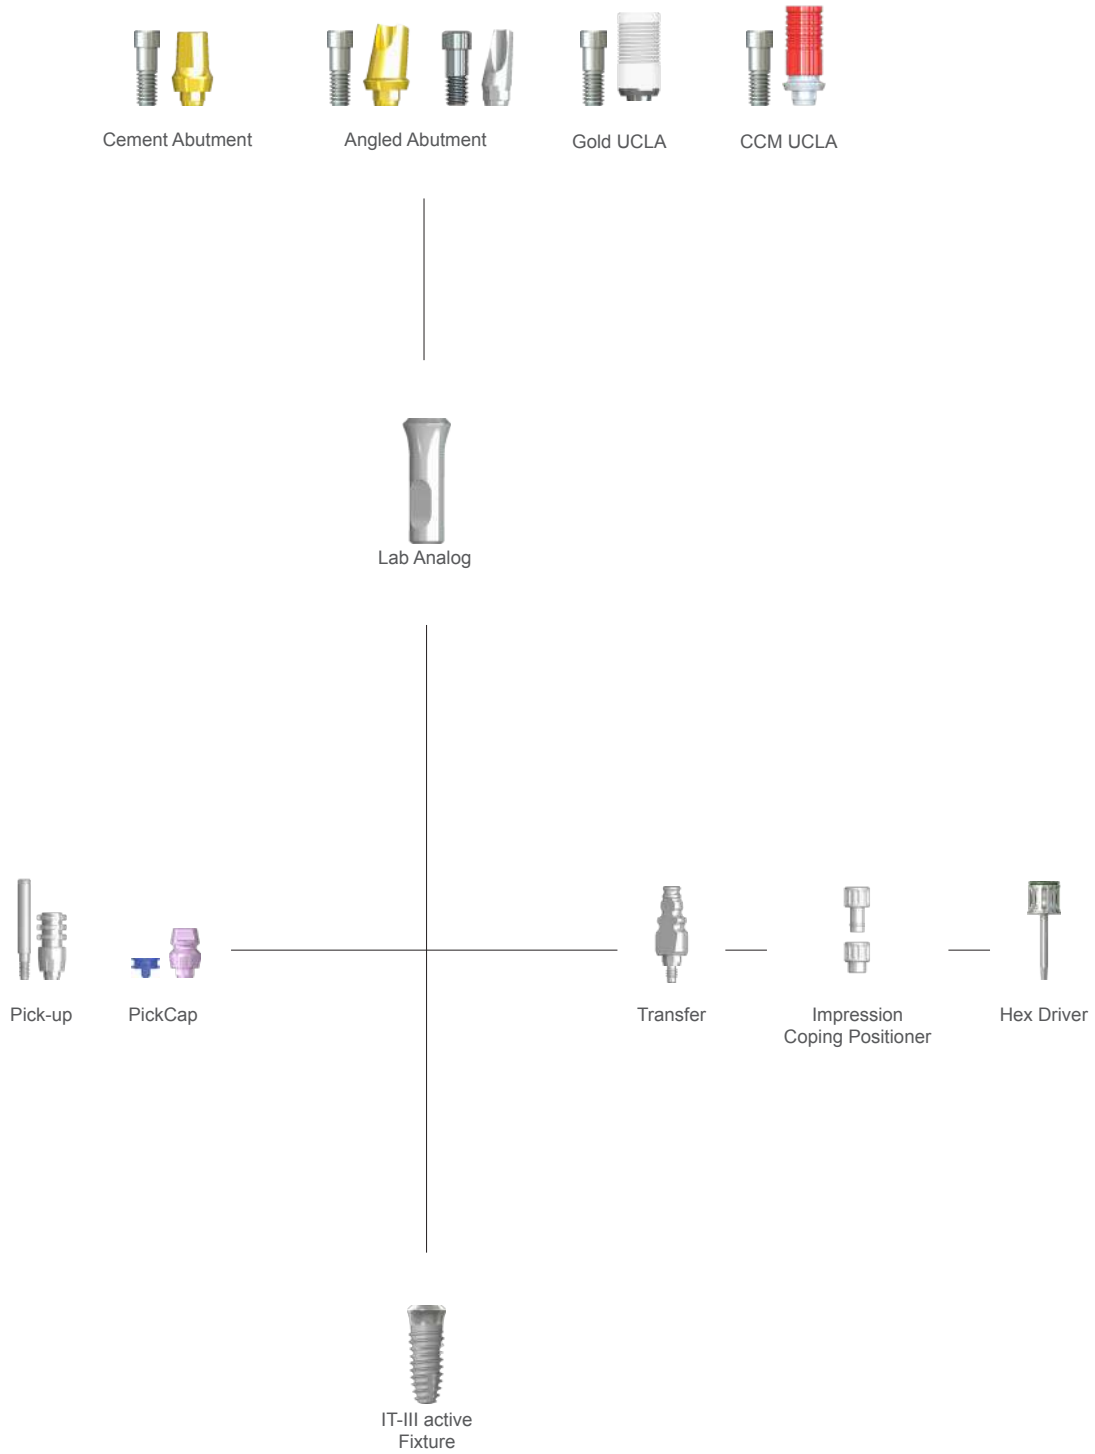 Cement Abutment
Angled Abutment
Gold UCLA
CCM UCLA
Lab Analog
Pick-up
PickCap
Transfer
Impression
Coping Positioner
Hex Driver
IT-III active
Fixture